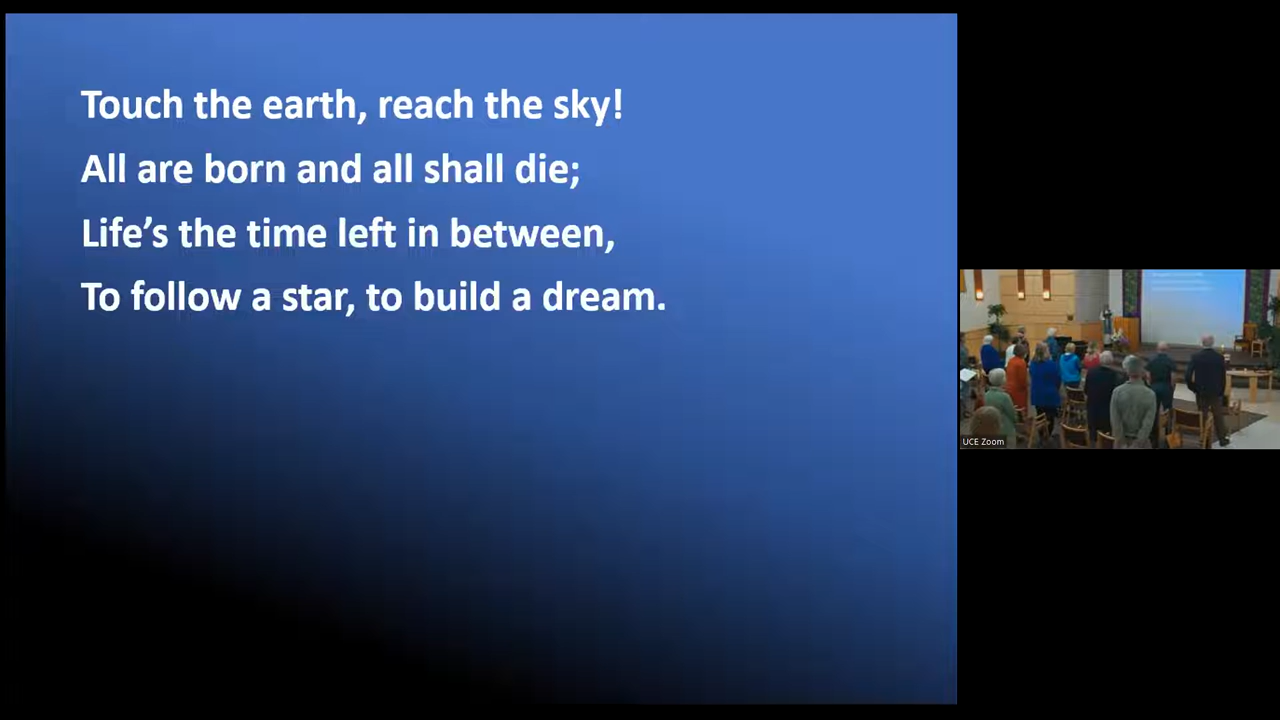 Touch the earth, reach the sky!
All are born and all shall die;
Life’s the time left in between,
To follow a star, to build a dream.
UCE Zoom